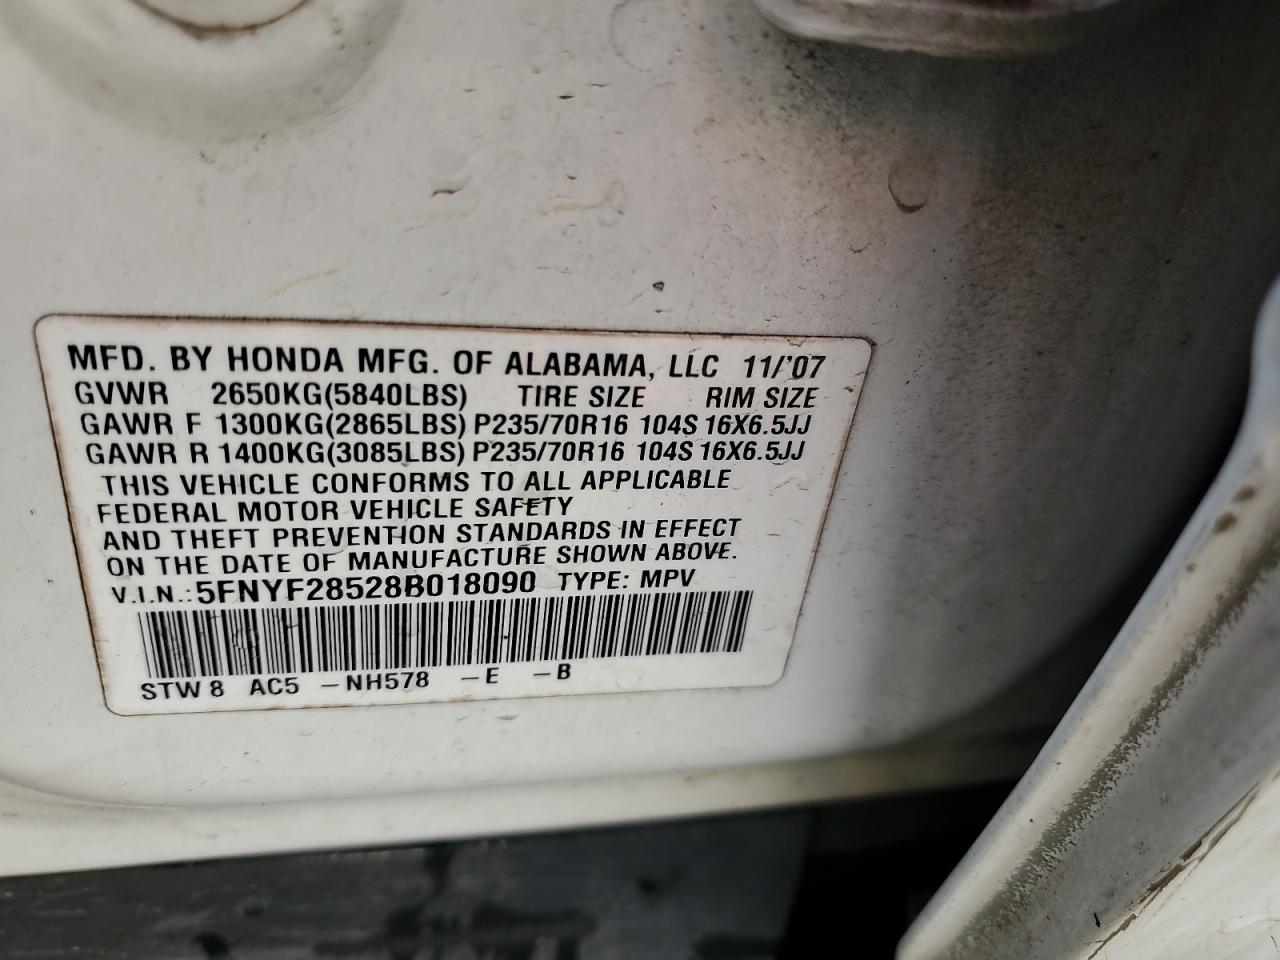 MFD. BY HONDA MFG. OF ALABAMA, LLC 11/'07
GVWR 2650KG(5840LBS) TIRE SIZE RIM SIZE
GAWR F 1300KG(2865LBS) P235/70R16 104S 16X6.5JJ
GAWR R 1400KG(3085LBS) P235/70R16 104S 16X6.5JJ
THIS VEHICLE CONFORMS TO ALL APPLICABLE
FEDERAL MOTOR VEHICLE SAFETY
AND THEFT PREVENTION STANDARDS IN EFFECT
ON THE DATE OF MANUFACTURE SHOWN ABOVE.
V.I.N.: 5FNYF28528B018090 TYPE: MPV
STW 8 AC5 -NH578 -E -B